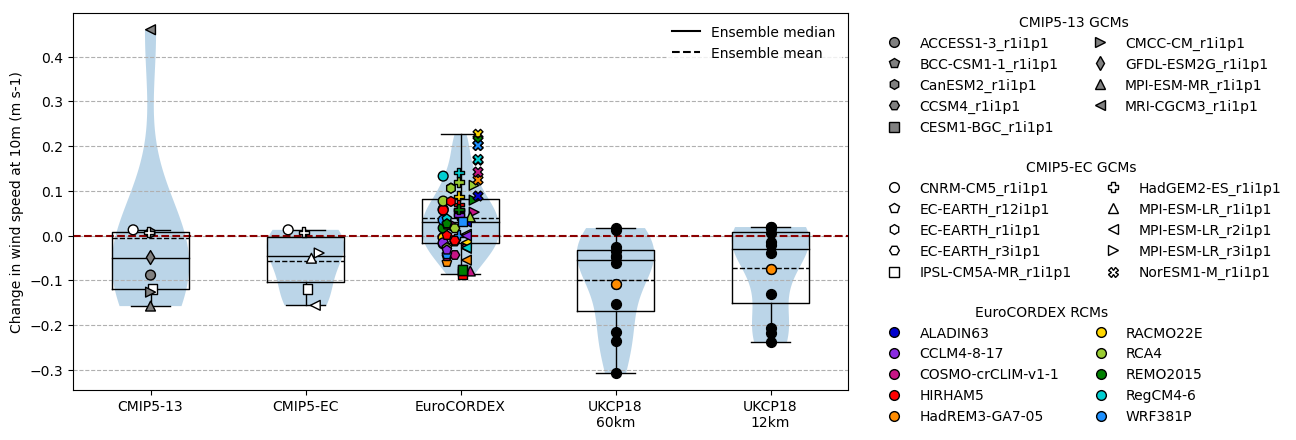 Change in wind speed at 10m (m s-1)
0.4
0.3
0.2
0.1
0.0
−0.1
−0.2
−0.3
Ensemble median
Ensemble mean
CMIP5-13
CMIP5-EC
EuroCORDEX
UKCP18
60km
UKCP18
12km
CMIP5-13 GCMs
ACCESS1-3_r1i1p1
BCC-CSM1-1_r1i1p1
CanESM2_r1i1p1
CCSM4_r1i1p1
CESM1-BGC_r1i1p1
CMCC-CM_r1i1p1
GFDL-ESM2G_r1i1p1
MPI-ESM-MR_r1i1p1
MRI-CGCM3_r1i1p1
CMIP5-EC GCMs
CNRM-CM5_r1i1p1
EC-EARTH_r12i1p1
EC-EARTH_r1i1p1
EC-EARTH_r3i1p1
IPSL-CM5A-MR_r1i1p1
HadGEM2-ES_r1i1p1
MPI-ESM-LR_r1i1p1
MPI-ESM-LR_r2i1p1
MPI-ESM-LR_r3i1p1
NorESM1-M_r1i1p1
EuroCORDEX RCMs
ALADIN63
CCLM4-8-17
COSMO-crCLIM-v1-1
HIRHAM5
HadREM3-GA7-05
RACMO22E
RCA4
REMO2015
RegCM4-6
WRF381P